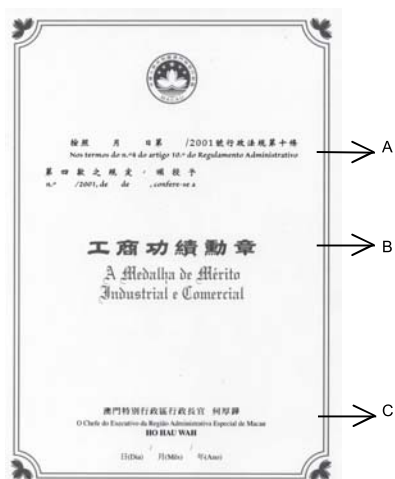 MACAU
檢照 月 日第 /2001號行政法規第十條
Nos termos do n.º4 do artigo 10.º do Regulamento Administrativo
第四款之規定,頒授予
n.º /2001, de de , confere-se a
工商功績勳章
A Medalha de Mérito
Industrial e Comercial
澳門特別行政區行政長官 何厚鏵
O Chefe do Executivo da Região Administrativa Especial de Macau
HO HAU WAH
/ /
日(Dia) 月(Mês) 年(Ano)
A
B
C